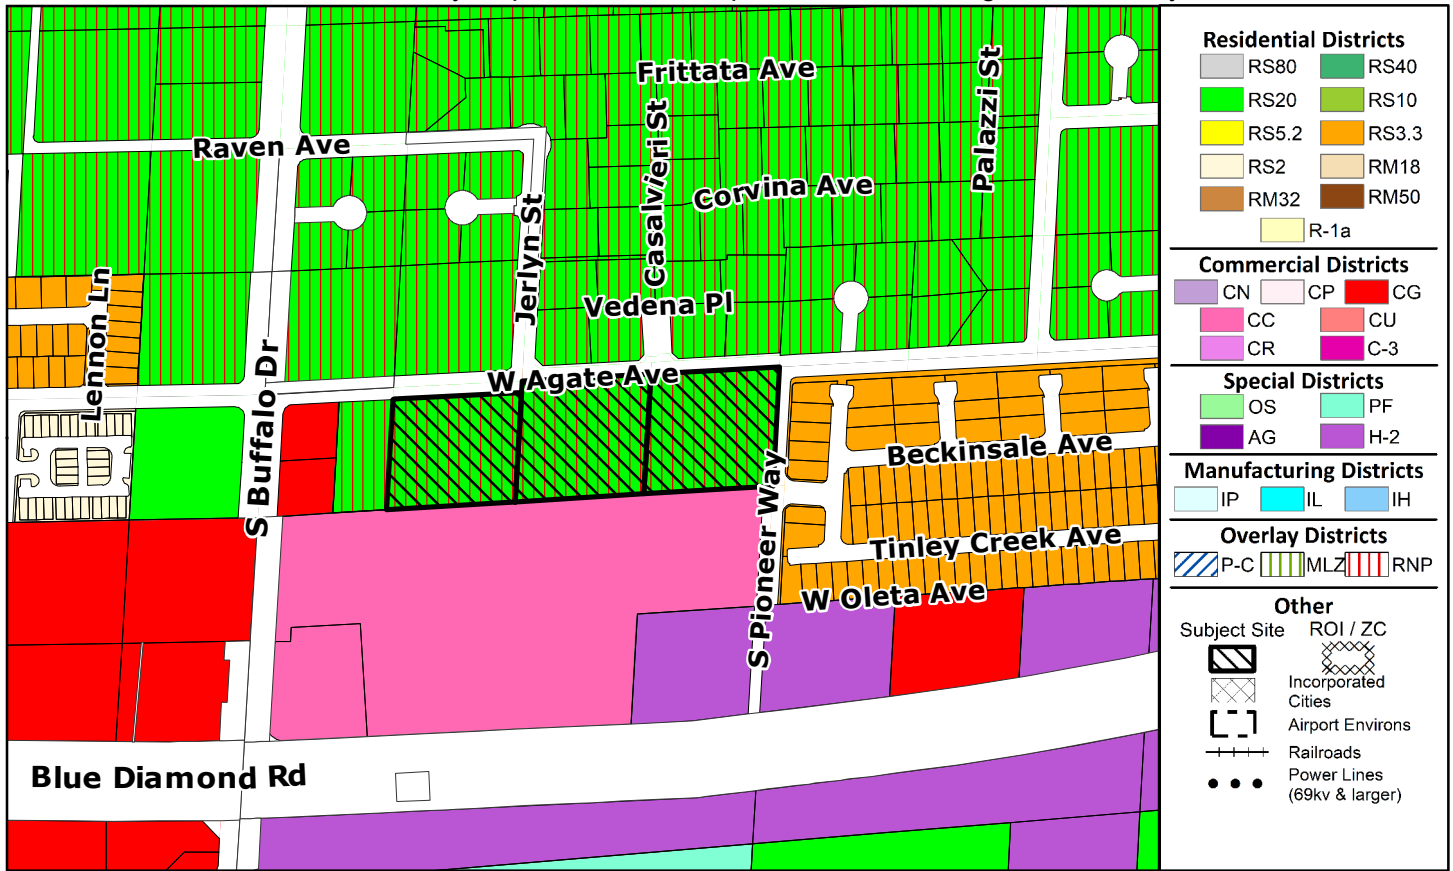 Frittata Ave
Palazzi St
Raven Ave
Casalvieri St
Corvina Ave
Jerlyn St
Lennon Ln
Vedena Pl
W Agate Ave
S Buffalo Dr
Beckinsale Ave
S Pioneer Way
Tinley Creek Ave
W Oleta Ave
Blue Diamond Rd
Residential Districts
RS80 RS40
RS20 RS10
RS5.2 RS3.3
RS2 RM18
RM32 RM50
R-1a
Commercial Districts
CN CP CG
CC CU
CR C-3
Special Districts
OS PF
AG H-2
Manufacturing Districts
IP IL IH
Overlay Districts
P-C MLZ RNP
Other
Subject Site ROI / ZC
Incorporated
Cities
Airport Environs
Railroads
Power Lines
(69kv & larger)